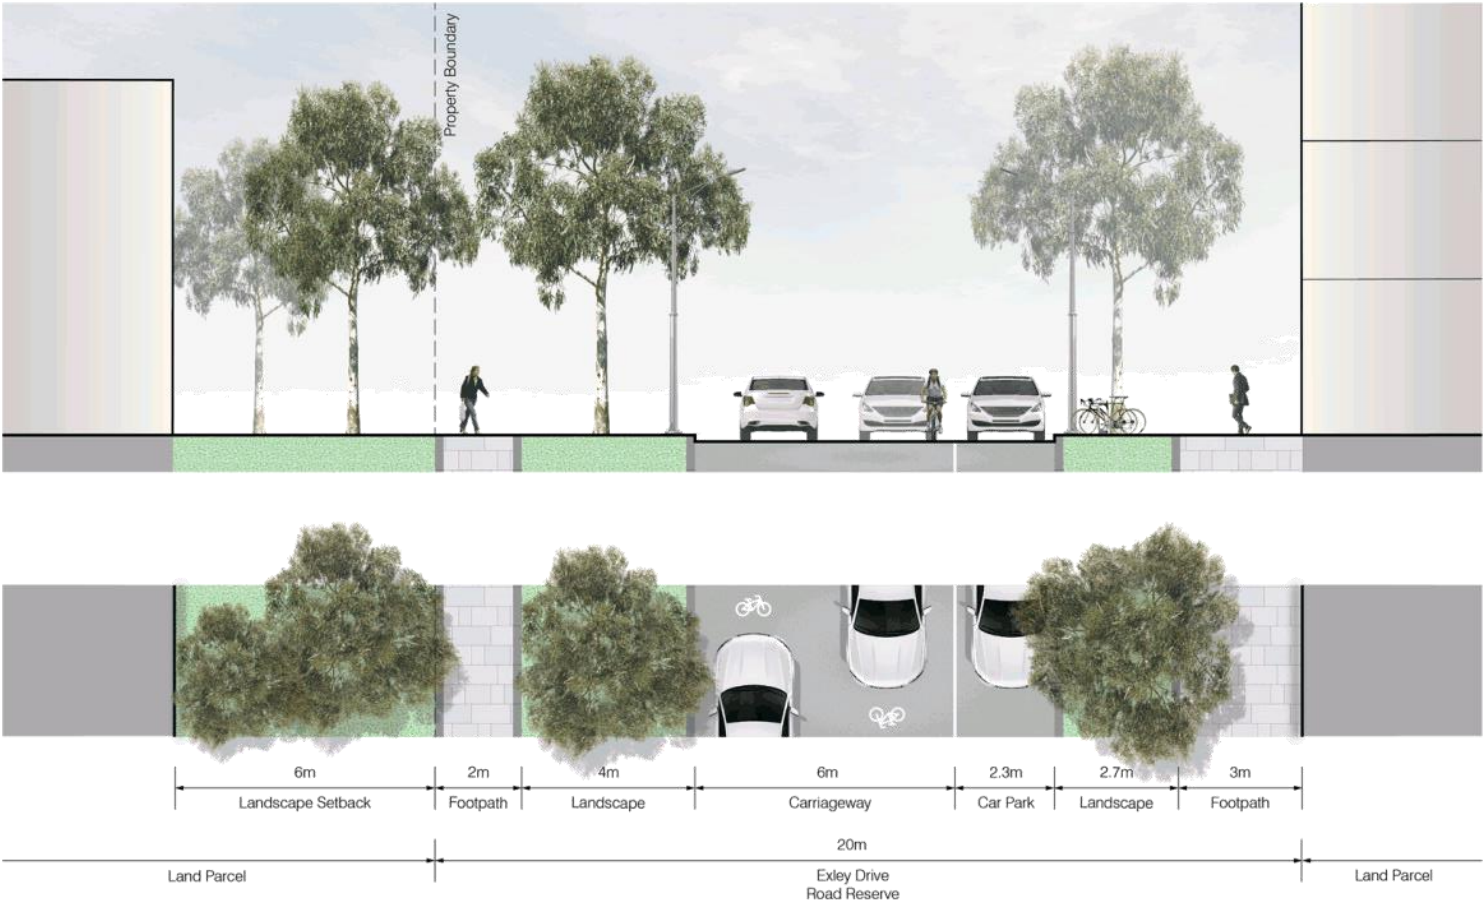 Property Boundary
6m
2m
4m
6m
2.3m
2.7m
3m
Landscape Setback
Footpath
Landscape
Carriageway
Car Park
Landscape
Footpath
20m
Land Parcel
Exley Drive
Road Reserve
Land Parcel